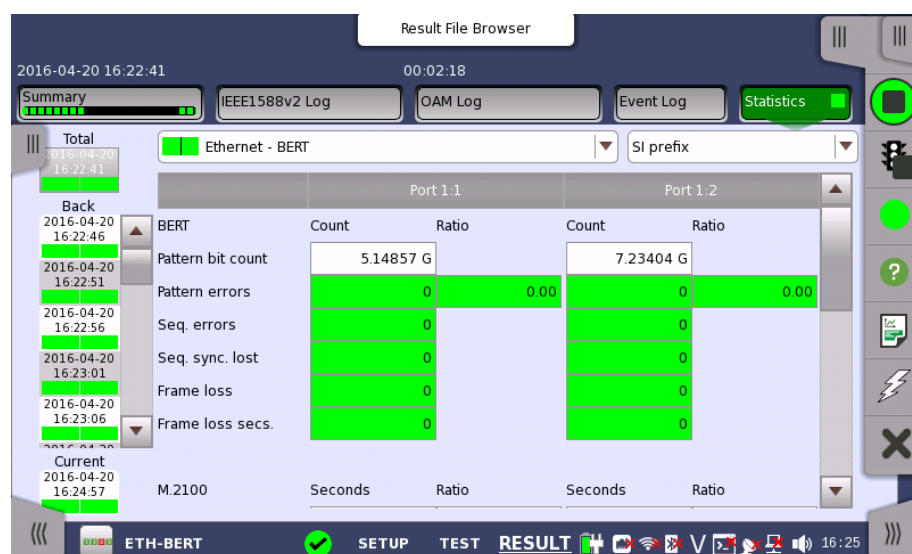 Result File Browser
2016-04-20 16:22:41 00:02:18
Summary IEEE1588v2 Log OAM Log Event Log Statistics
Total
2016-04-20
16:22:41
Ethernet - BERT SI prefix
Port 1:1 Port 1:2
Back
2016-04-20
16:22:46
2016-04-20
16:22:51
2016-04-20
16:22:56
2016-04-20
16:23:01
2016-04-20
16:23:06
Current
2016-04-20
16:24:57
BERT Count Ratio Count Ratio
Pattern bit count 5.14857 G 7.23404 G
Pattern errors 0 0.00 0 0.00
Seq. errors 0 0
Seq. sync. lost 0 0
Frame loss 0 0
Frame loss secs. 0 0
M.2100 Seconds Ratio Seconds Ratio
ETH-BERT SETUP TEST RESULT V 16:25